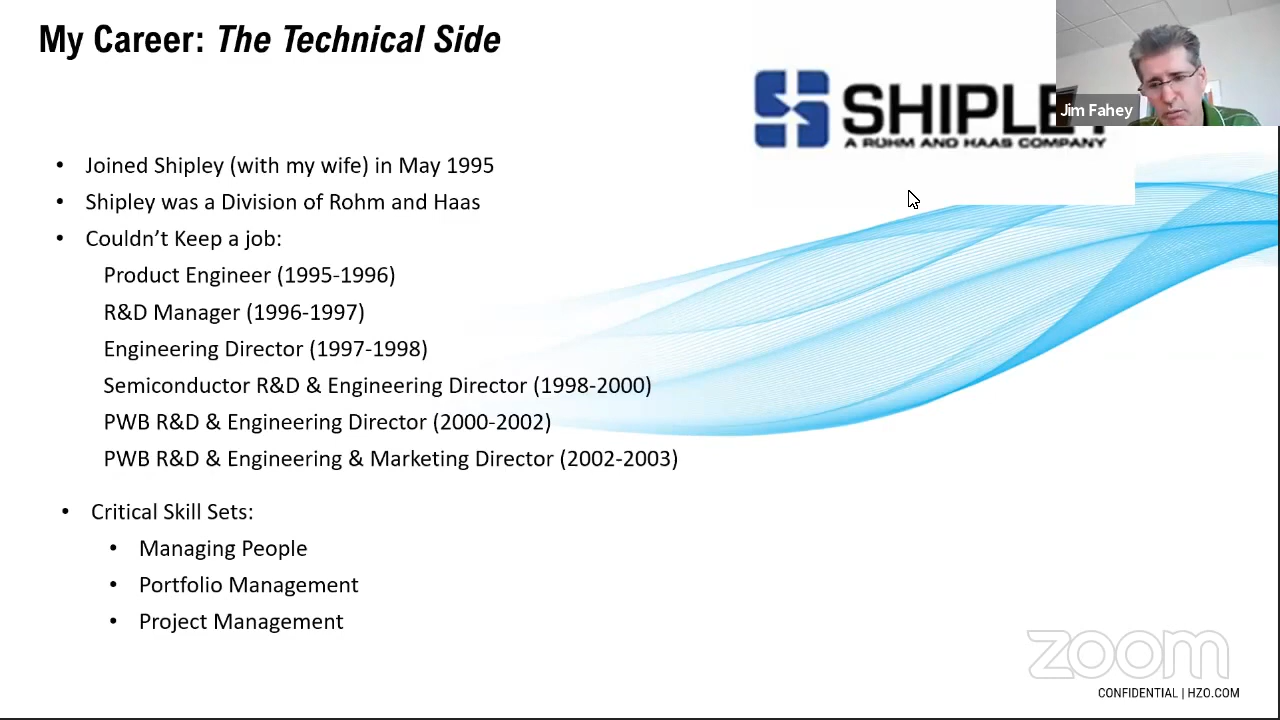 My Career: The Technical Side
SHIPLEY
A ROHM AND HAAS COMPANY
Jim Fahey
• Joined Shipley (with my wife) in May 1995
• Shipley was a Division of Rohm and Haas
• Couldn’t Keep a job:
Product Engineer (1995-1996)
R&D Manager (1996-1997)
Engineering Director (1997-1998)
Semiconductor R&D & Engineering Director (1998-2000)
PWB R&D & Engineering Director (2000-2002)
PWB R&D & Engineering & Marketing Director (2002-2003)
• Critical Skill Sets:
• Managing People
• Portfolio Management
• Project Management
zoom
CONFIDENTIAL | HZO.COM